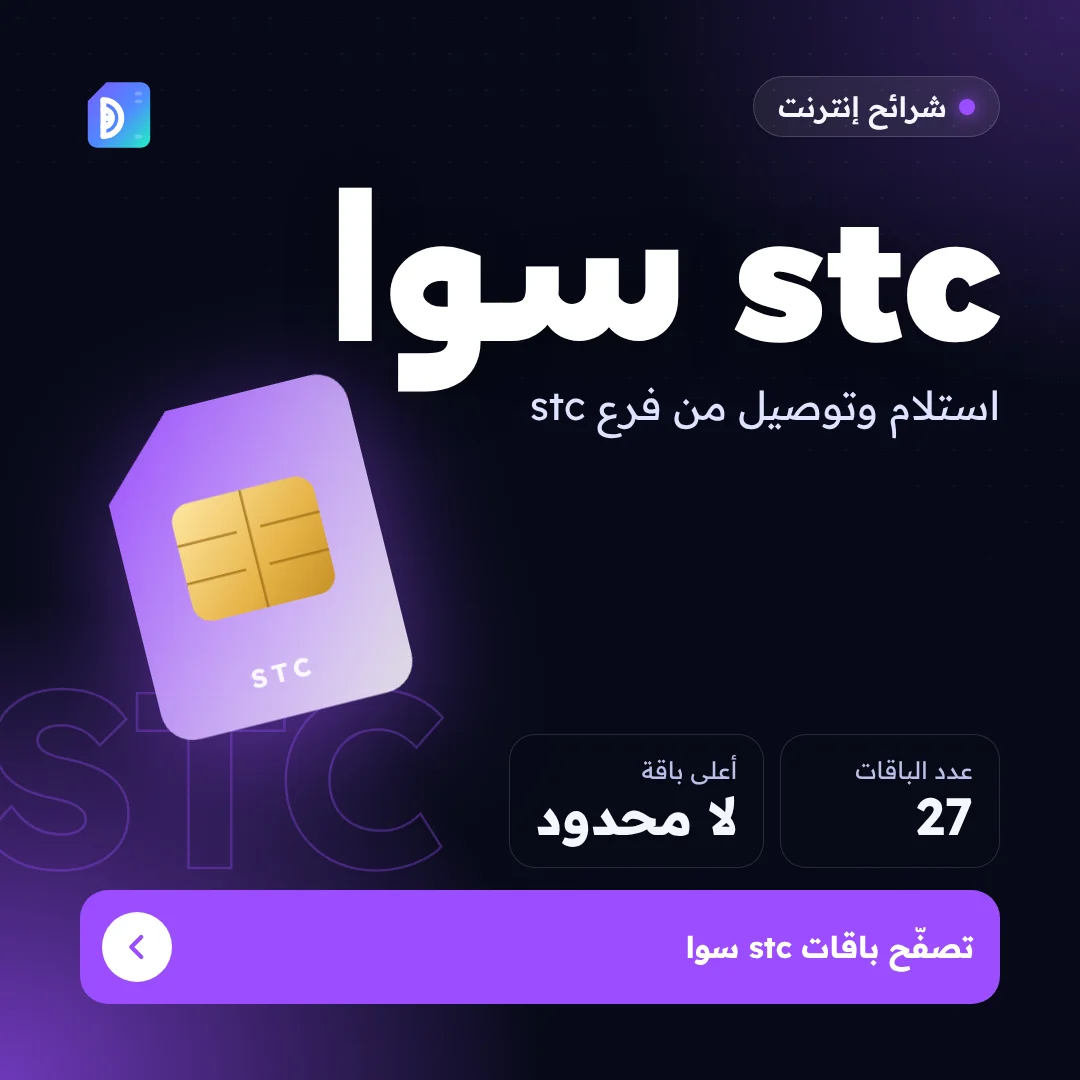 شرائح إنترنت
stc سوا
استلام وتوصيل من فرع stc
STC
STC
عدد الباقات
27
أعلى باقة
لا محدود
تصفّح باقات stc سوا